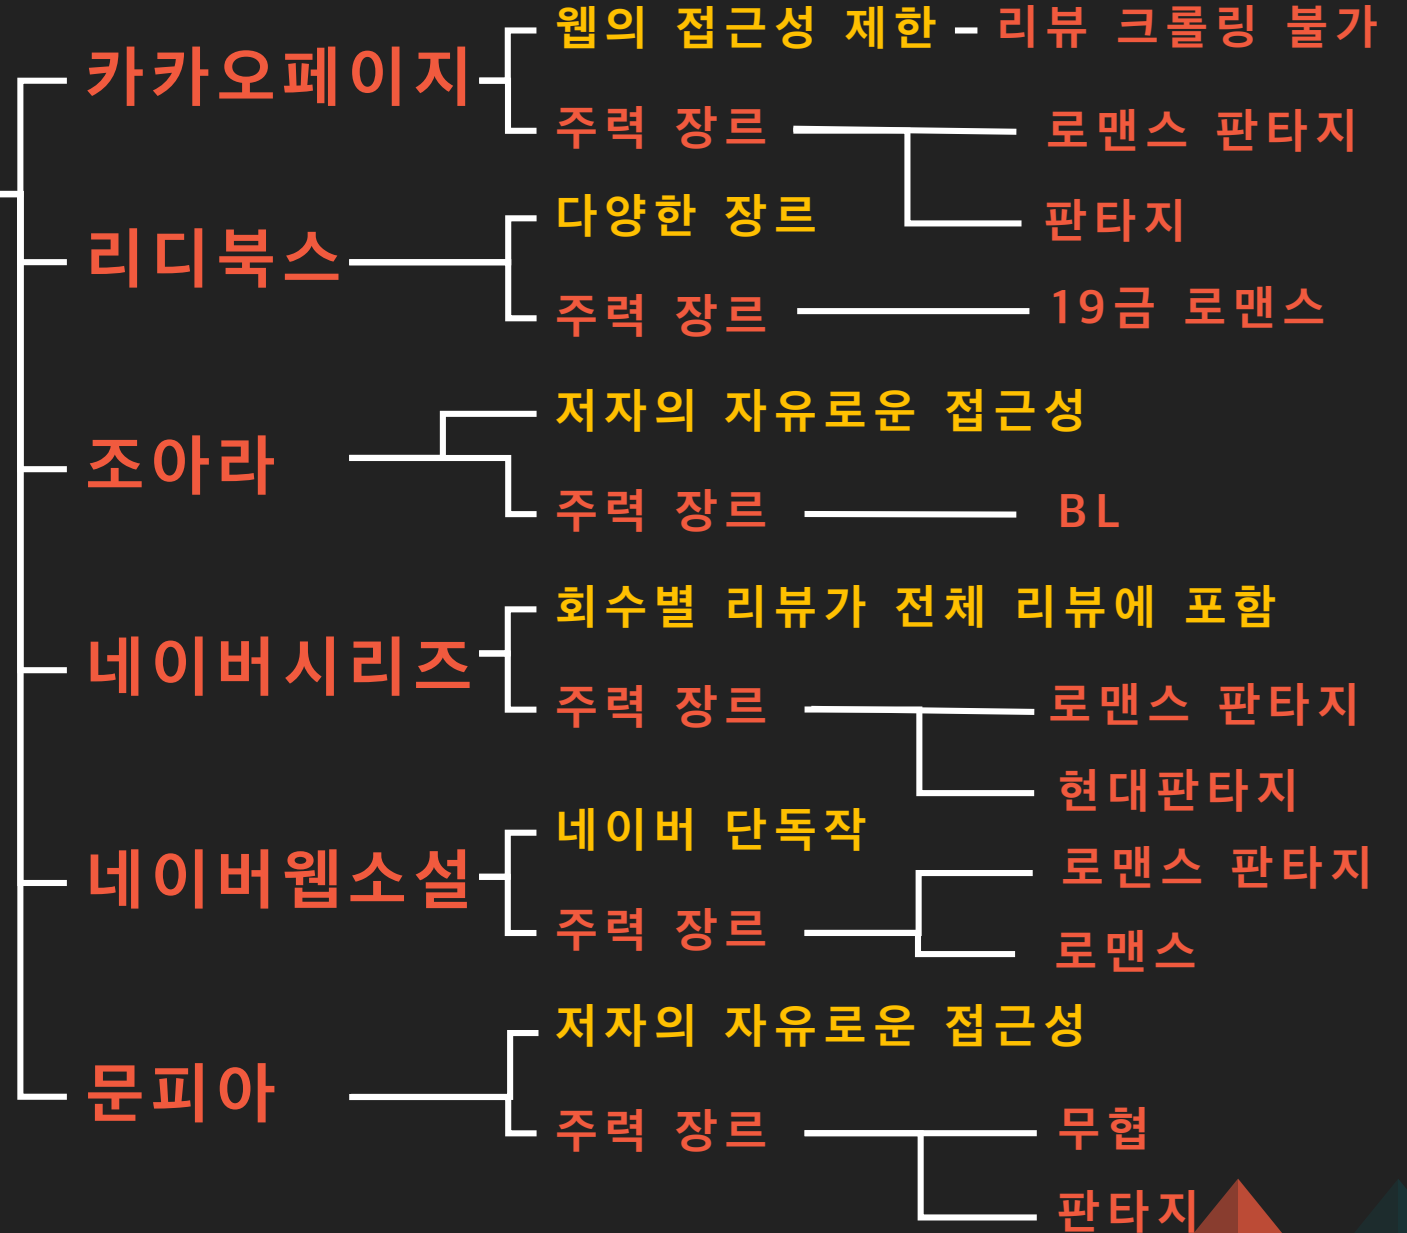 카카오페이지
웹의 접근성 제한 - 리뷰 크롤링 불가
주력 장르
로맨스 판타지
판타지
리디북스
다양한 장르
주력 장르
19금 로맨스
조아라
저자의 자유로운 접근성
주력 장르
BL
네이버시리즈
회수별 리뷰가 전체 리뷰에 포함
주력 장르
로맨스 판타지
현대판타지
네이버웹소설
네이버 단독작
주력 장르
로맨스 판타지
로맨스
문피아
저자의 자유로운 접근성
주력 장르
무협
판타지